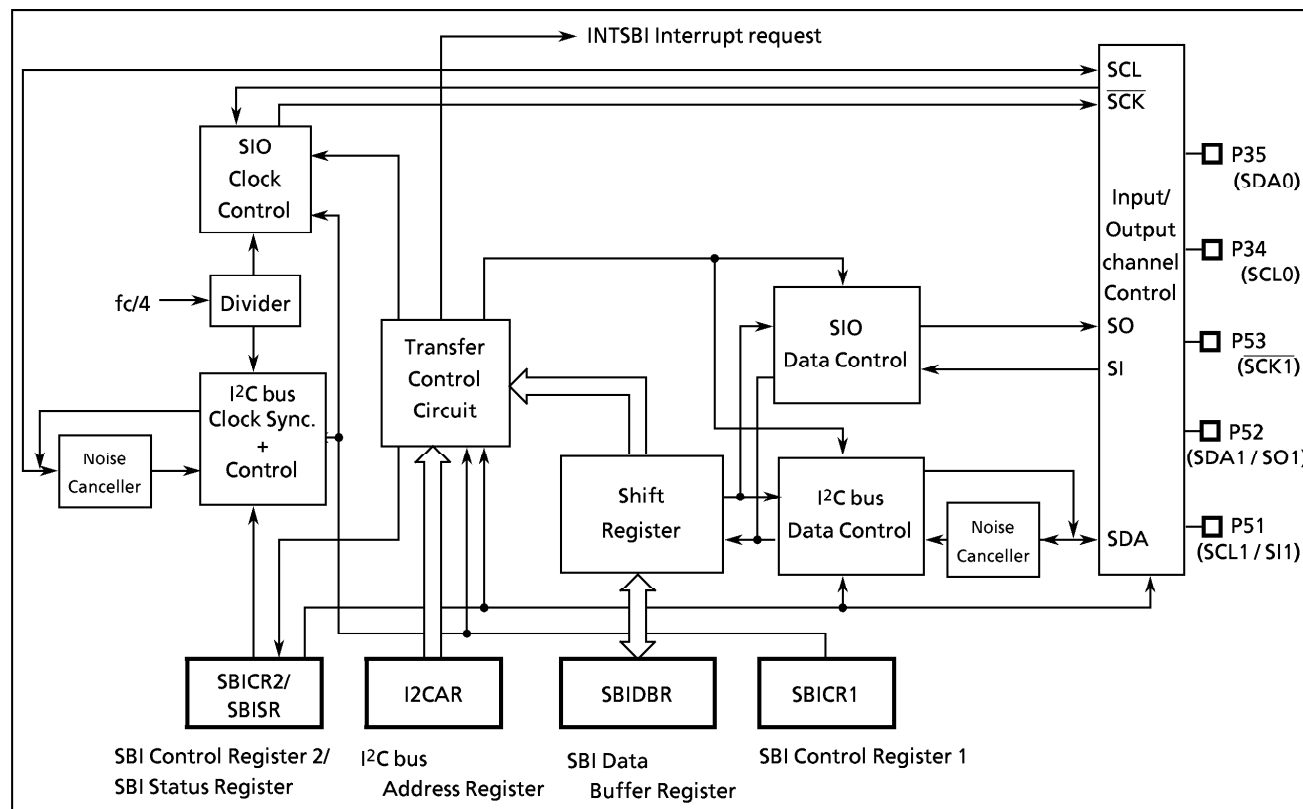 INTSBI Interrupt request
SCL
SCK
SIO
Clock
Control
P35
(SDA0)
Input/
Output
channel
Control
P34
(SCL0)
fc/4
Divider
SIO
Data Control
SO
SI
P53
(SCK1)
Transfer
Control
Circuit
I²C bus
Clock Sync.
+
Control
Noise
Canceller
P52
(SDA1 / SO1)
Shift
Register
I²C bus
Data Control
Noise
Canceller
SDA
P51
(SCL1 / SI1)
SBICR2/
SBISR
I2CAR
SBIDBR
SBICR1
SBI Control Register 2/
SBI Status Register
I²C bus
Address Register
SBI Data
Buffer Register
SBI Control Register 1